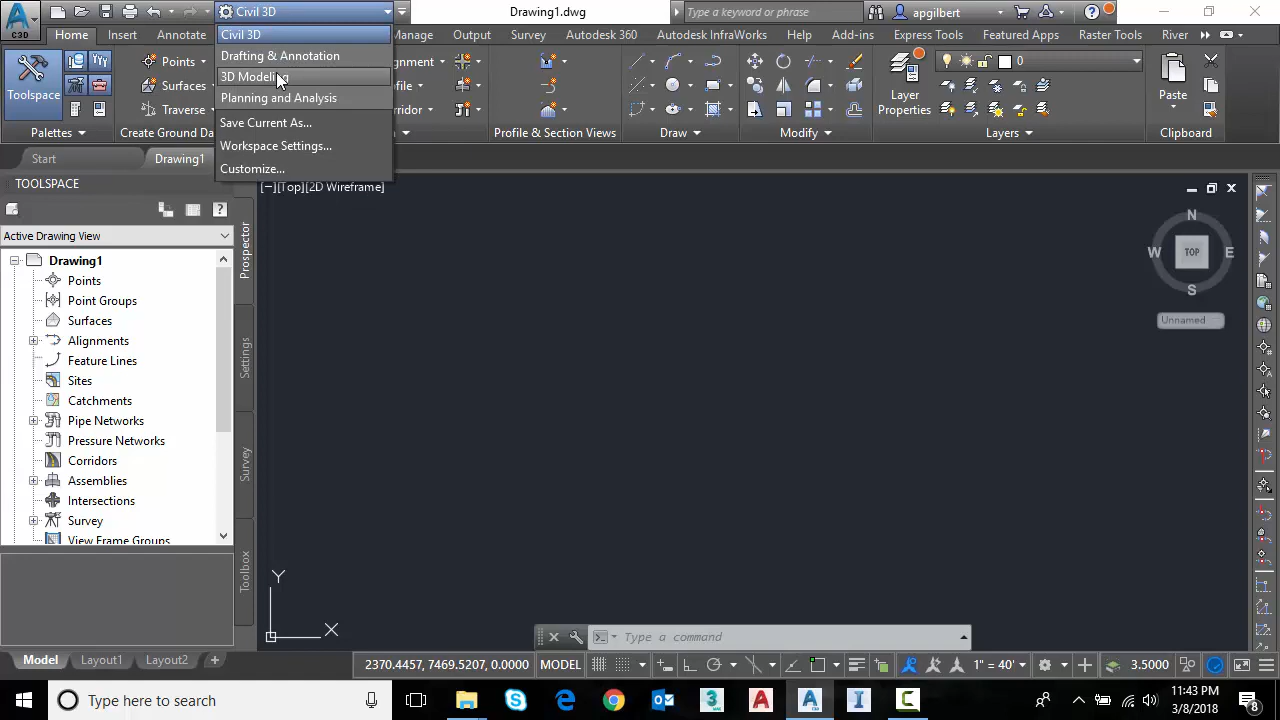 Civil 3D
Drawing1.dwg
Type a keyword or phrase
apgilbert
C3D
Home
Insert
Annotate
Manage
Output
Survey
Autodesk 360
Autodesk InfraWorks
Help
Add-ins
Express Tools
Featured Apps
Raster Tools
River
Civil 3D
Drafting & Annotation
3D Modeling
Planning and Analysis
Save Current As...
Workspace Settings...
Customize...
Toolspace
Points
Surfaces
Traverse
0
Layer
Properties
Paste
Palettes
Create Ground Da
Profile & Section Views
Draw
Modify
Layers
Clipboard
Start
Drawing1
TOOLSPACE
[−][Top][2D Wireframe]
Active Drawing View
Drawing1
Points
Point Groups
Surfaces
Alignments
Feature Lines
Sites
Catchments
Pipe Networks
Pressure Networks
Corridors
Assemblies
Intersections
Survey
View Frame Groups
Prospector
Settings
Survey
Toolbox
N
W
TOP
E
S
Unnamed
Y
X
Type a command
Model
Layout1
Layout2
2370.4457, 7469.5207, 0.0000
MODEL
1" = 40'
3.5000
Type here to search
11:43 PM
3/8/2018
8